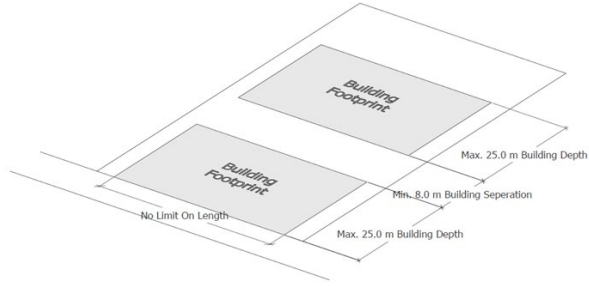 Building
Footprint
Max. 25.0 m Building Depth
Building
Footprint
Min. 8.0 m Building Seperation
No Limit On Length
Max. 25.0 m Building Depth